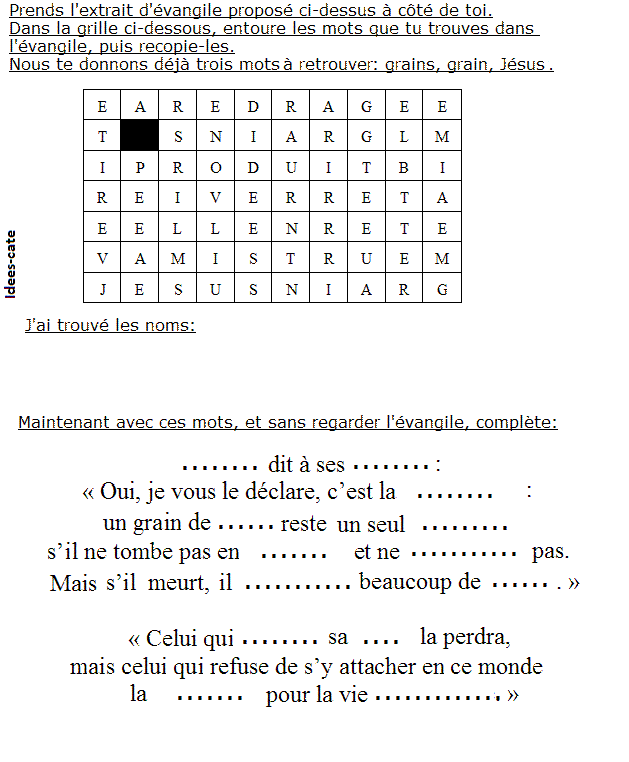 Prends l'extrait d'évangile proposé ci-dessus à côté de toi.
Dans la grille ci-dessous, entoure les mots que tu trouves dans
l'évangile, puis recopie-les.
Nous te donnons déjà trois mots à retrouver: grains, grain, Jésus .
E A R E D R A G E E
T S N I A R G L M
I P R O D U I T B I
R E I V E R R E T A
E E L L E N R E T E
V A M I S T R U E M
J E S U S N I A R G
Idees-cate
J'ai trouvé les noms:
Maintenant avec ces mots, et sans regarder l'évangile, complète:
........ dit à ses ........ :
« Oui, je vous le déclare, c'est la ........ :
un grain de ...... reste un seul .........
s'il ne tombe pas en ....... et ne ........... pas.
Mais s'il meurt, il ........... beaucoup de ...... . »
« Celui qui ........ sa .... la perdra,
mais celui qui refuse de s'y attacher en ce monde
la ....... pour la vie ............. »